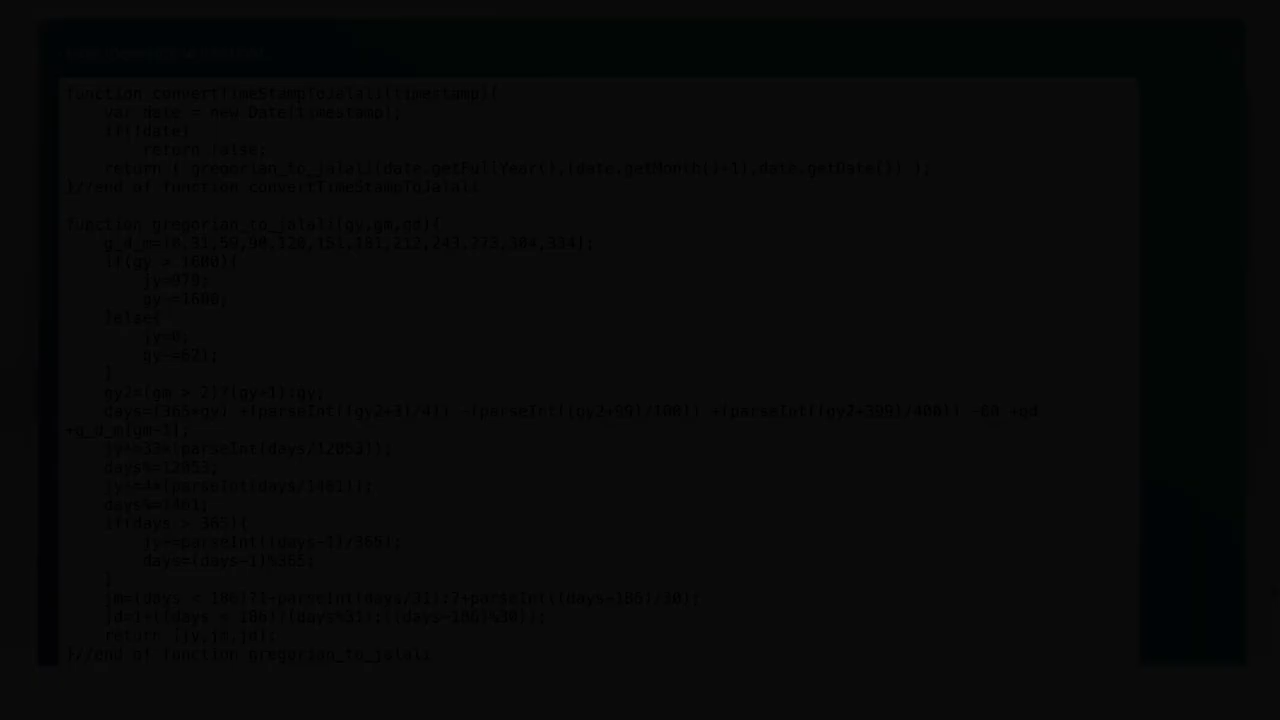 function convertTimeStampToJalali(timestamp){
    var date = new Date(timestamp);
    if(!date)
        return false;
    return ( gregorian_to_jalali(date.getFullYear(),(date.getMonth()+1),date.getDate()) );
}//end of function convertTimeStampToJalali
function gregorian_to_jalali(gy,gm,gd){
    g_d_m=[0,31,59,90,120,151,181,212,243,273,304,334];
    if(gy > 1600){
        jy=979;
        gy-=1600;
    }else{
        jy=0;
        gy-=621;
    }
    gy2=(gm > 2)?(gy+1):gy;
    days=(365*gy) +(parseInt((gy2+3)/4)) -(parseInt((gy2+99)/100)) +(parseInt((gy2+399)/400)) -80 +gd
+g_d_m[gm-1];
    jy+=33*(parseInt(days/12053));
    days%=12053;
    jy+=4*(parseInt(days/1461));
    days%=1461;
    if(days > 365){
        jy+=parseInt((days-1)/365);
        days=(days-1)%365;
    }
    jm=(days < 186)?1+parseInt(days/31):7+parseInt((days-186)/30);
    jd=1+((days < 186)?(days%31):((days-186)%30));
    return [jy,jm,jd];
}//end of function gregorian_to_jalali